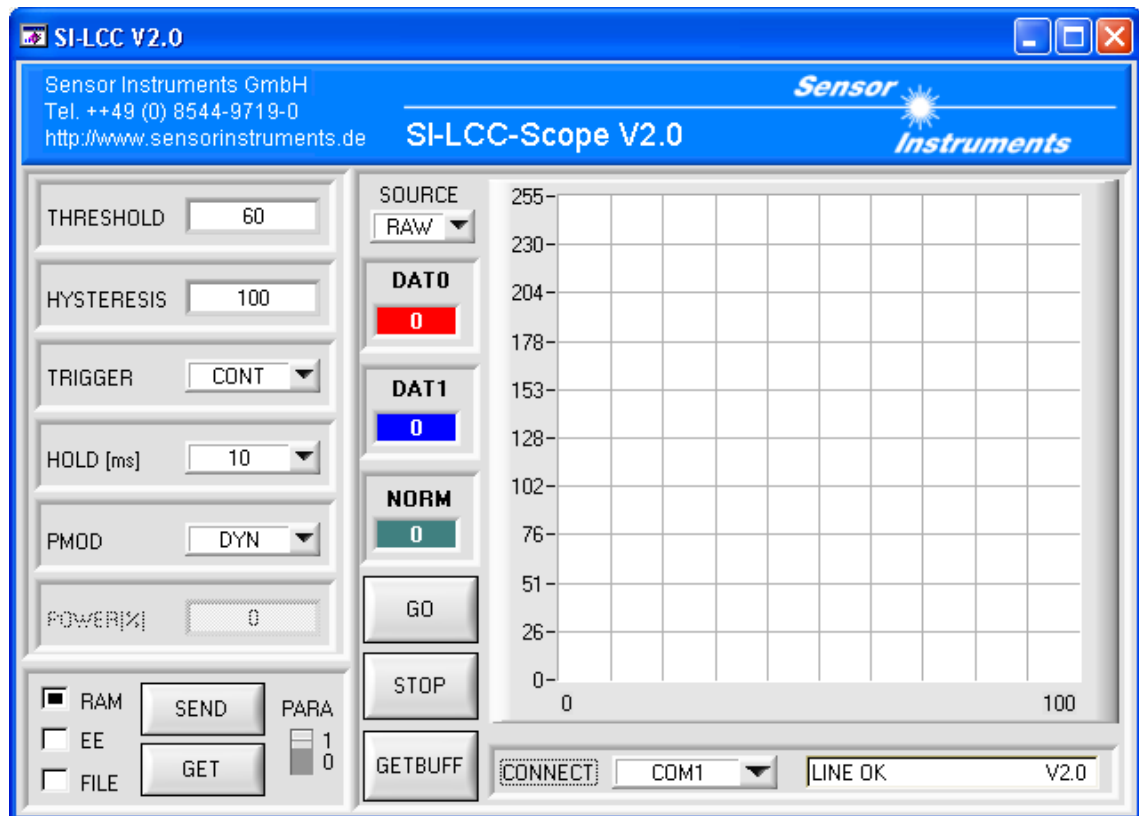 SI-LCC V2.0
Sensor Instruments GmbH
Tel. ++49 (0) 8544-9719-0
http://www.sensorinstruments.de
SI-LCC-Scope V2.0
Sensor
Instruments
THRESHOLD 60
HYSTERESIS 100
TRIGGER CONT
HOLD [ms] 10
PMOD DYN
POWER[%] 0
RAM
EE
FILE
SEND
GET
PARA
1
0
SOURCE
RAW
DAT0
0
DAT1
0
NORM
0
GO
STOP
GETBUFF
255
230
204
178
153
128
102
76
51
26
0
0 100
CONNECT COM1 LINE OK V2.0